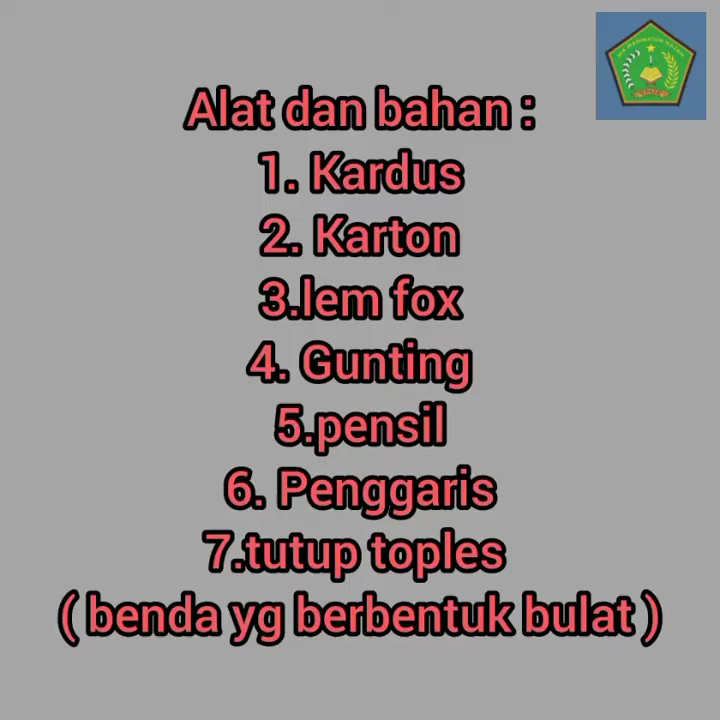 Alat dan bahan :
1. Kardus
2. Karton
3.lem fox
4. Gunting
5.pensil
6. Penggaris
7.tutup toples
( benda yg berbentuk bulat )